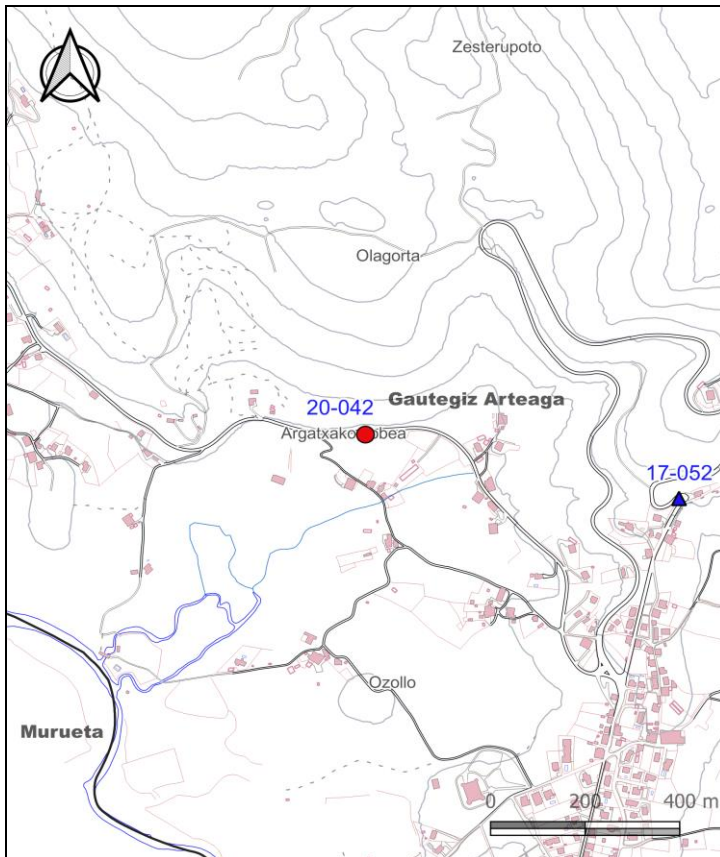 Zesterupoto
Olagorta
20-042
Gautegiz Arteaga
17-052
Ozollo
Murueta
0 200 400 m